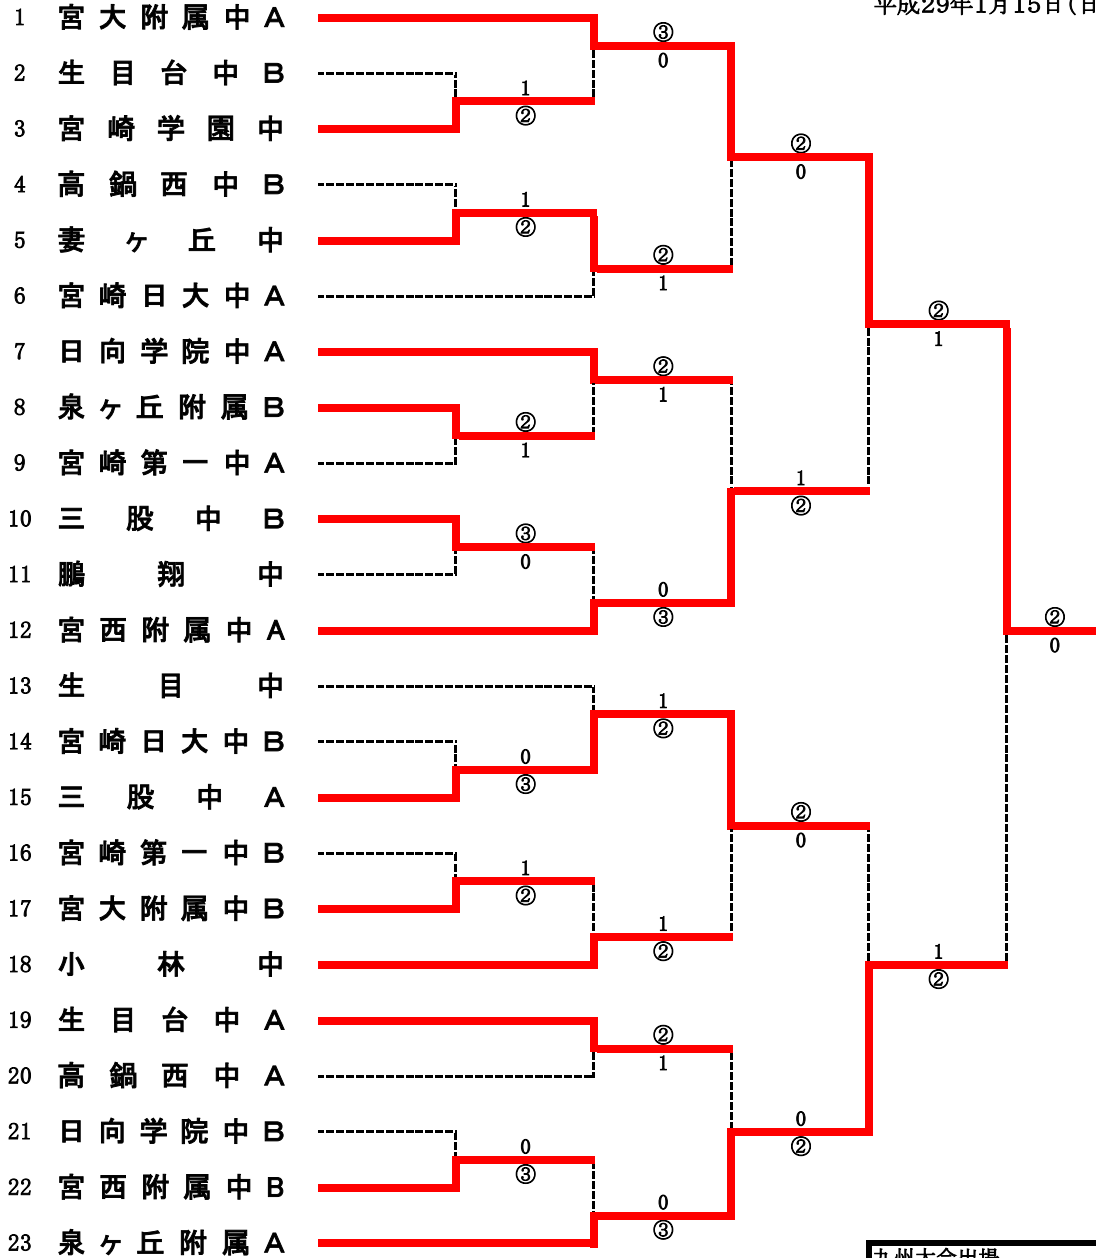 平成29年1月15日(日
1 宮大附属中A
③
0
2 生目台中B
1
②
3 宮崎学園中
②
0
4 高鍋西中B
1
②
5 妻ヶ丘中
②
1
6 宮崎日大中A
②
1
7 日向学院中A
②
1
8 泉ヶ丘附属B
②
1
9 宮崎第一中A
1
②
10 三股中B
③
0
11 鵬翔中
0
③
12 宮西附属中A
②
0
13 生目中
1
②
14 宮崎日大中B
0
③
15 三股中A
②
0
16 宮崎第一中B
1
②
17 宮大附属中B
1
②
18 小林中
1
②
19 生目台中A
②
1
20 高鍋西中A
21 日向学院中B
0
②
0
③
22 宮西附属中B
0
③
23 泉ヶ丘附属A
九州大会出場